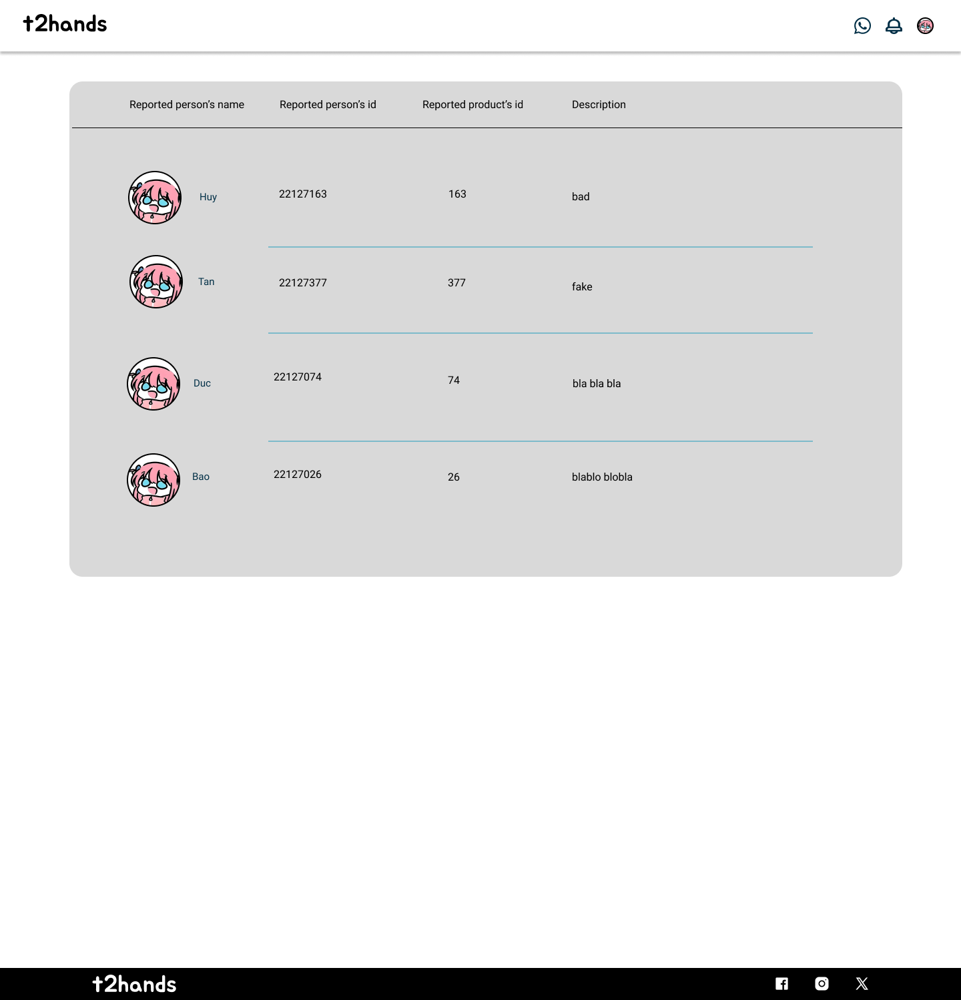 t2hands
Reported person’s name Reported person’s id Reported product’s id Description
Huy 22127163 163 bad
Tan 22127377 377 fake
Duc 22127074 74 bla bla bla
Bao 22127026 26 blablo blobla
t2hands